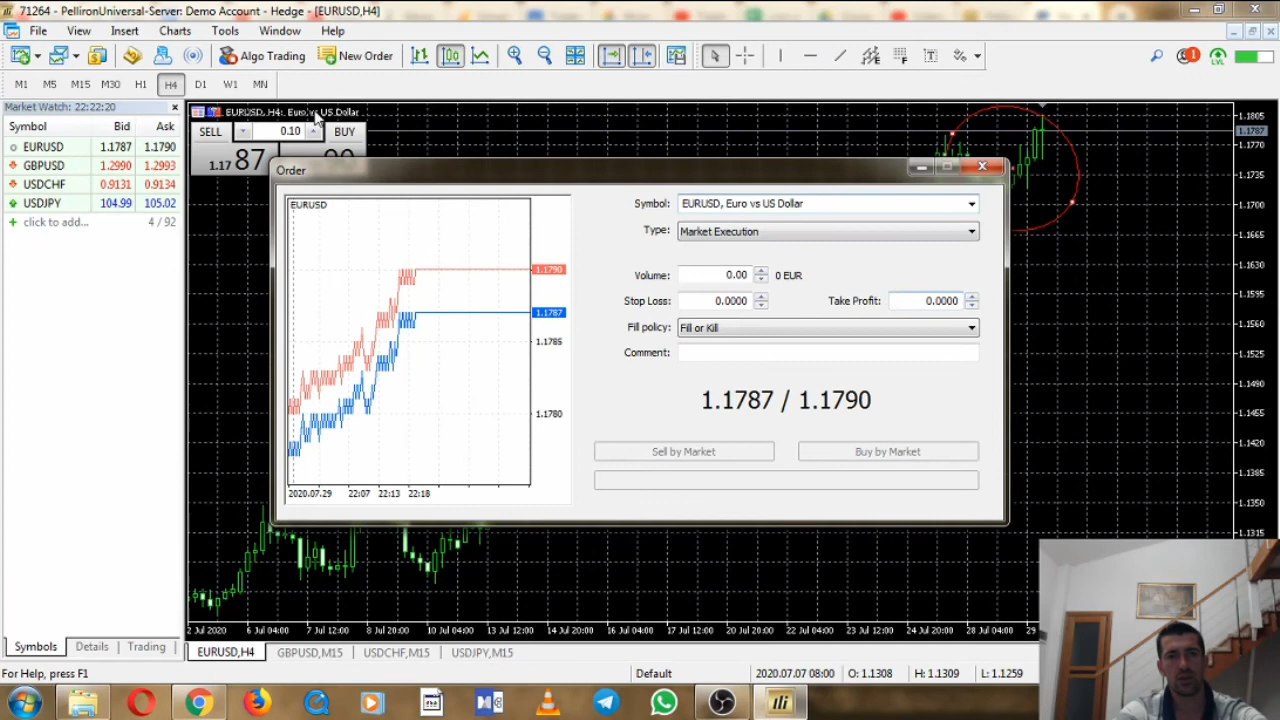 71264 - PellironUniversal-Server: Demo Account - Hedge - [EURUSD,H4]
File View Insert Charts Tools Window Help
Algo Trading New Order
1
LVL
M1 M5 M15 M30 H1 H4 D1 W1 MN
Market Watch: 22:22:20
Symbol Bid Ask
EURUSD 1.1787 1.1790
GBPUSD 1.2990 1.2993
USDCHF 0.9131 0.9134
USDJPY 104.99 105.02
click to add... 4 / 92
EURUSD, H4: Euro vs US Dollar
SELL 0.10 BUY
1.17 87
Order
EURUSD
1.1790
1.1787
1.1785
1.1780
2020.07.29 22:07 22:13 22:18
Symbol: EURUSD, Euro vs US Dollar
Type: Market Execution
Volume: 0.00 0 EUR
Stop Loss: 0.0000 Take Profit: 0.0000
Fill policy: Fill or Kill
Comment:
1.1787 / 1.1790
Sell by Market Buy by Market
1.1805
1.1787
1.1735
1.1700
1.1665
1.1630
1.1595
1.1560
1.1525
1.1490
1.1455
1.1420
1.1385
1.1350
1.1315
2 Jul 2020 6 Jul 04:00 7 Jul 12:00 8 Jul 20:00 10 Jul 04:00 13 Jul 12:00 14 Jul 20:00 16 Jul 04:00 17 Jul 12:00 20 Jul 20:00 22 Jul 04:00 23 Jul 12:00 24 Jul 20:00 28 Jul 04:00 29
Symbols Details Trading
EURUSD,H4 GBPUSD,M15 USDCHF,M15 USDJPY,M15
For Help, press F1
Default 2020.07.07 08:00 O: 1.1308 H: 1.1309 L: 1.1259